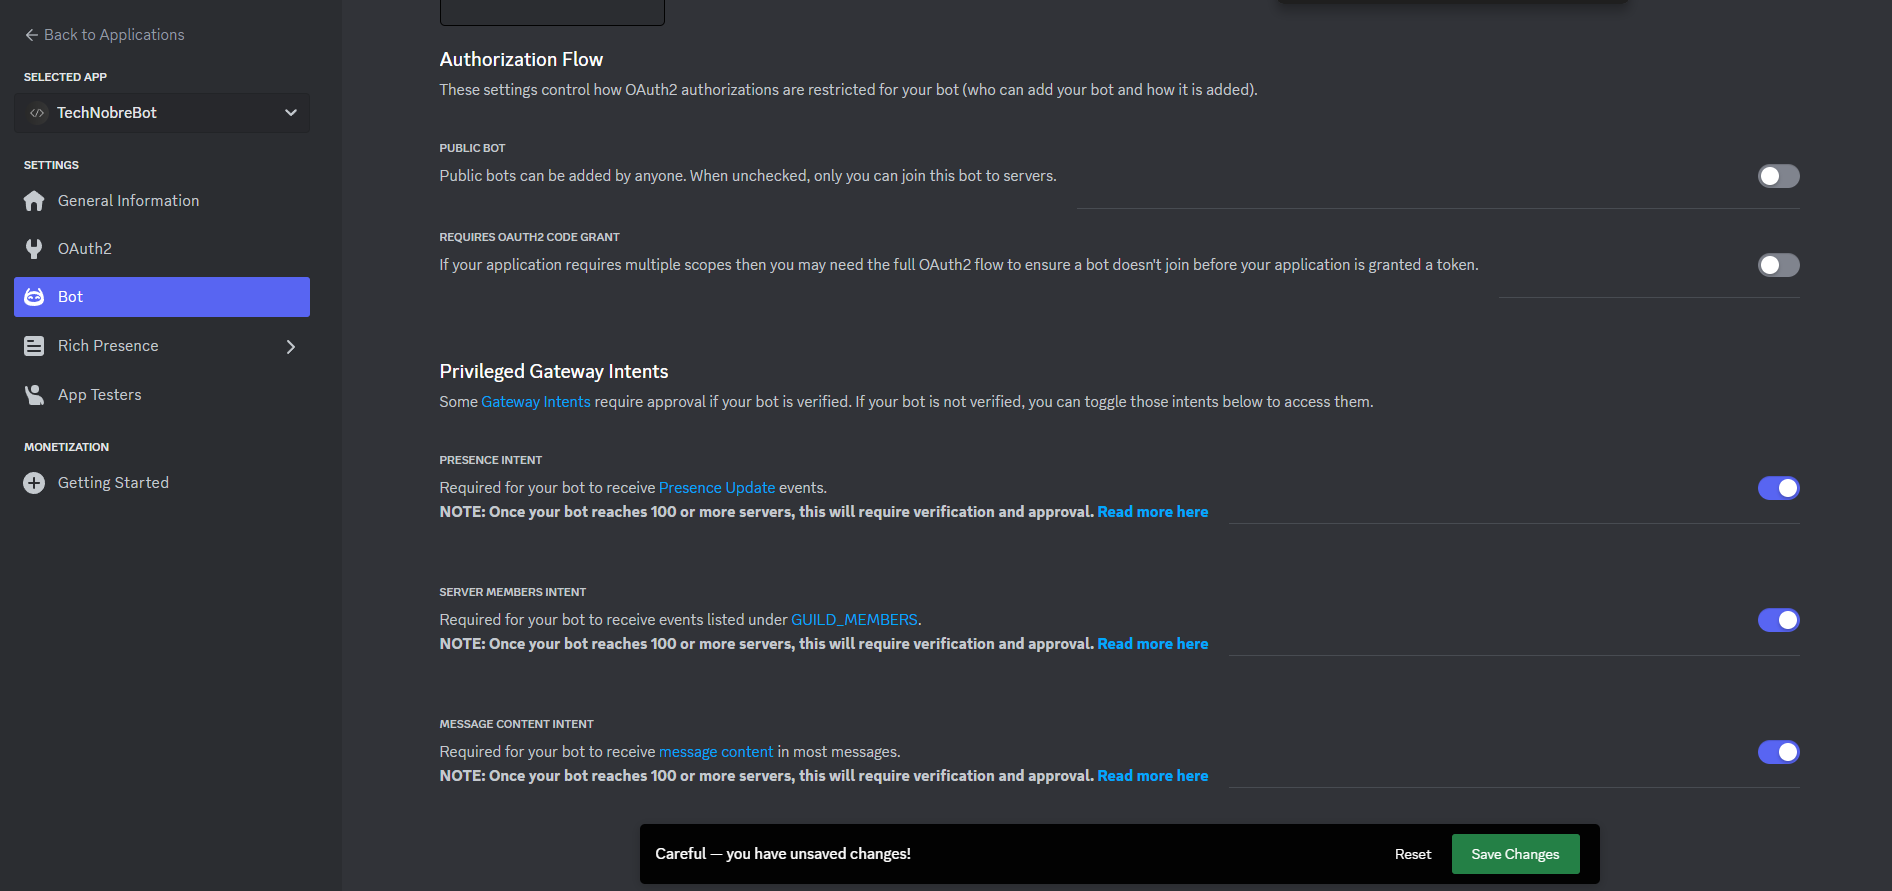 Back to Applications
SELECTED APP
TechNobreBot
SETTINGS
General Information
OAuth2
Bot
Rich Presence
App Testers
MONETIZATION
Getting Started
Authorization Flow
These settings control how OAuth2 authorizations are restricted for your bot (who can add your bot and how it is added).
PUBLIC BOT
Public bots can be added by anyone. When unchecked, only you can join this bot to servers.
REQUIRES OAUTH2 CODE GRANT
If your application requires multiple scopes then you may need the full OAuth2 flow to ensure a bot doesn't join before your application is granted a token.
Privileged Gateway Intents
Some Gateway Intents require approval if your bot is verified. If your bot is not verified, you can toggle those intents below to access them.
PRESENCE INTENT
Required for your bot to receive Presence Update events.
NOTE: Once your bot reaches 100 or more servers, this will require verification and approval. Read more here
SERVER MEMBERS INTENT
Required for your bot to receive events listed under GUILD_MEMBERS.
NOTE: Once your bot reaches 100 or more servers, this will require verification and approval. Read more here
MESSAGE CONTENT INTENT
Required for your bot to receive message content in most messages.
NOTE: Once your bot reaches 100 or more servers, this will require verification and approval. Read more here
Careful — you have unsaved changes!
Reset
Save Changes